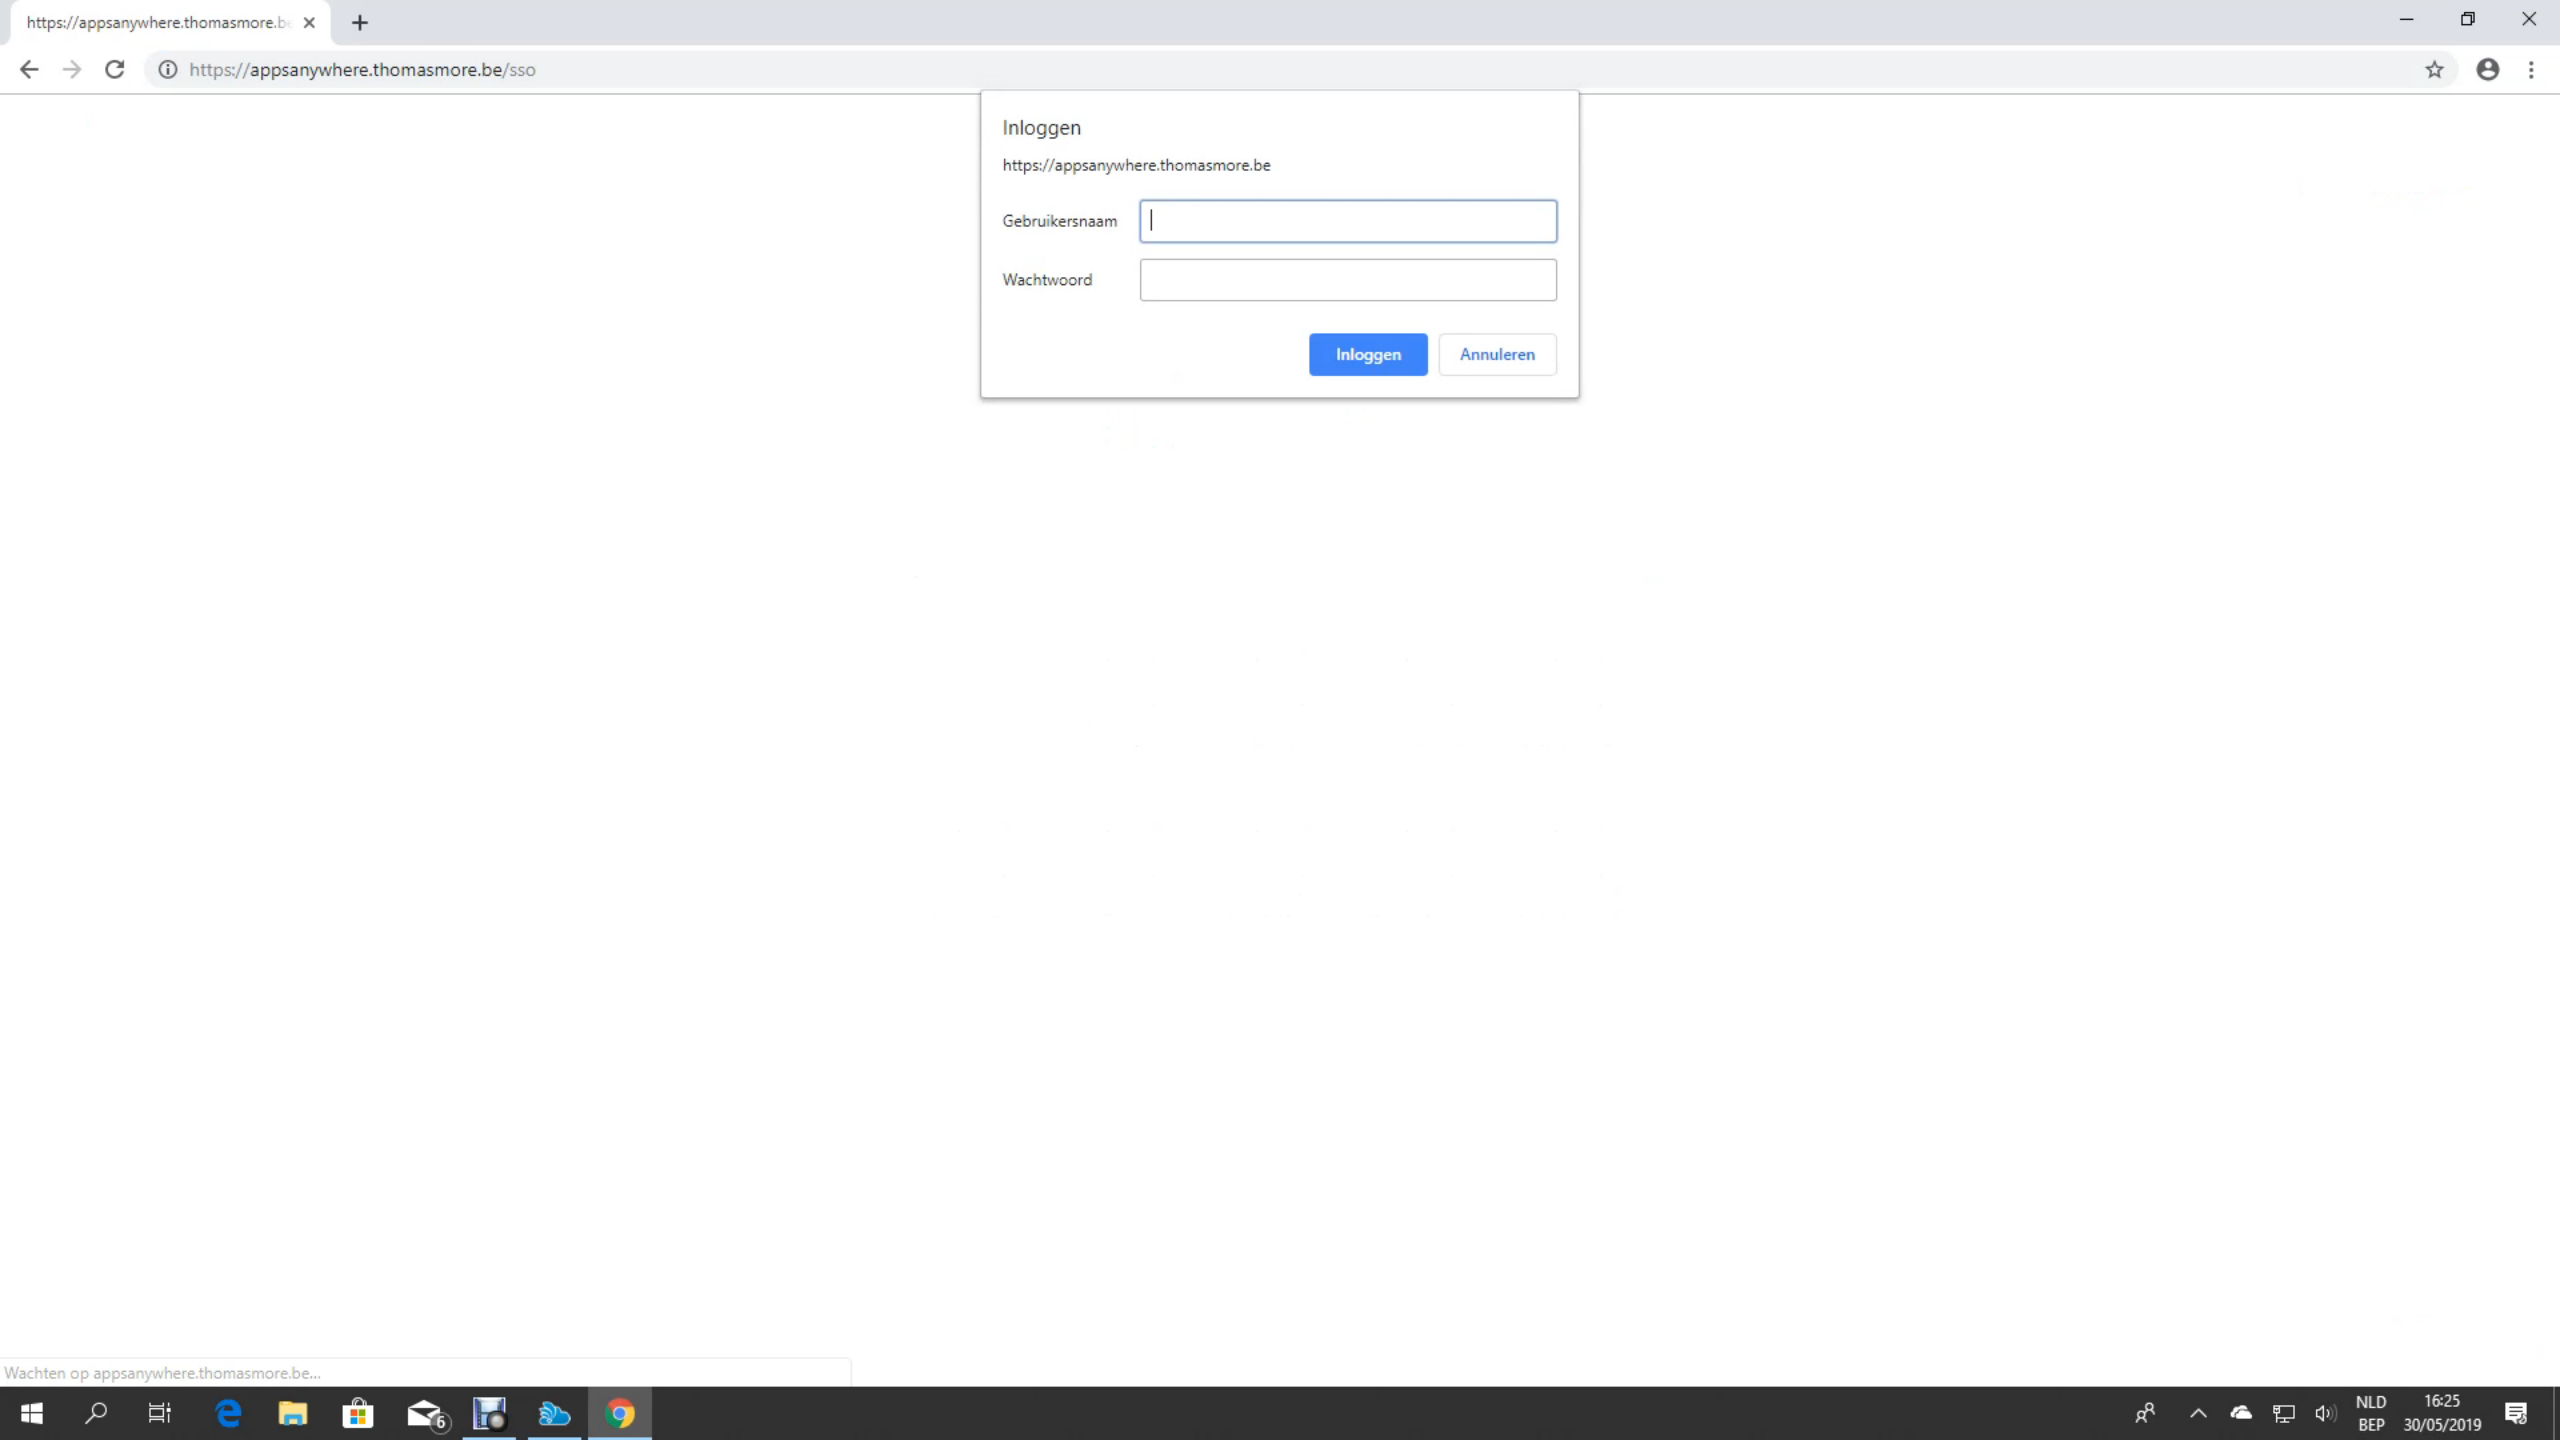 https://appsanywhere.thomasmore.b
https://appsanywhere.thomasmore.be/sso
Inloggen
https://appsanywhere.thomasmore.be
Gebruikersnaam
Wachtwoord
Inloggen Annuleren
Wachten op appsanywhere.thomasmore.be...
6
NLD 16:25
BEP 30/05/2019